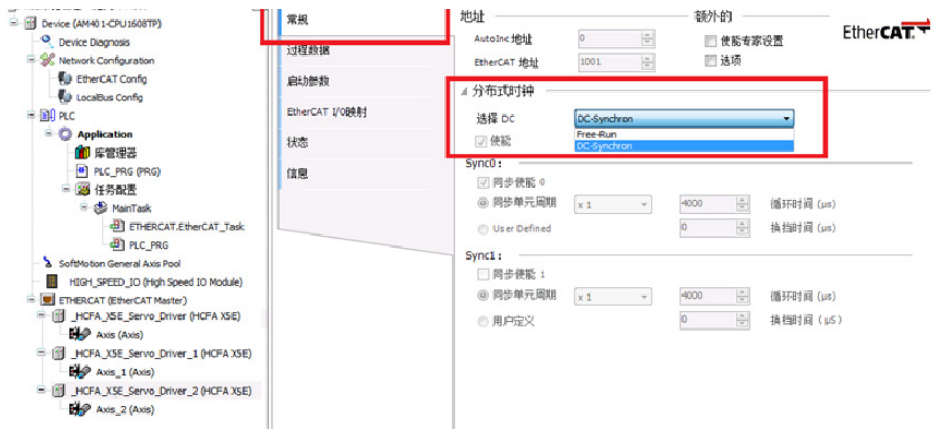 Device (AM401-CPU1608TP)
Device Diagnosis
Network Configuration
EtherCAT Config
LocalBus Config
PLC
Application
库管理器
PLC_PRG (PRG)
任务配置
MainTask
ETHERCAT.EtherCAT_Task
PLC_PRG
SoftMotion General Axis Pool
HIGH_SPEED_IO (High Speed IO Module)
ETHERCAT (EtherCAT Master)
_HCFA_X5E_Servo_Driver (HCFA X5E)
Axis (Axis)
_HCFA_X5E_Servo_Driver_1 (HCFA X5E)
Axis_1 (Axis)
_HCFA_X5E_Servo_Driver_2 (HCFA X5E)
Axis_2 (Axis)
常规
过程数据
启动参数
EtherCAT I/O映射
状态
信息
地址 额外的
AutoInc 地址 0 使能专家设置
EtherCAT 地址 1001 选项
EtherCAT.
分布式时钟
选择 DC DC-Synchron
Free-Run
使能 DC-Synchron
Sync0:
同步使能 0
同步单元周期 x 1 4000 循环时间 (µs)
User Defined 0 换挡时间 (µs)
Sync1:
同步使能 1
同步单元周期 x 1 4000 循环时间 (µs)
用户定义 0 换挡时间 (µS)